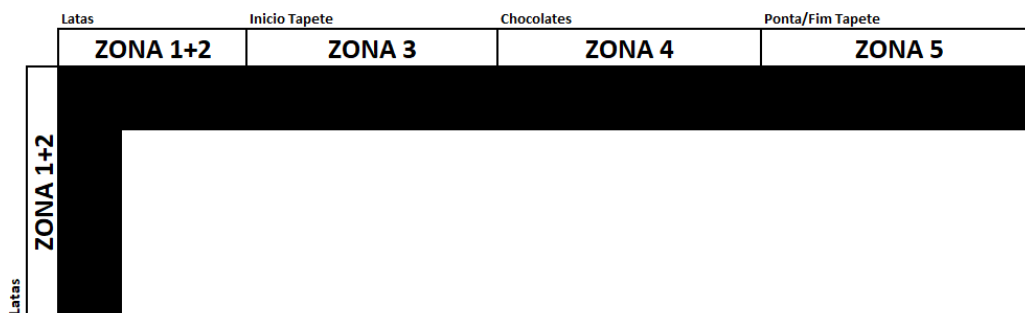 Latas Inicio Tapete Chocolates Ponta/Fim Tapete
ZONA 1+2 ZONA 3 ZONA 4 ZONA 5
ZONA 1+2
Latas